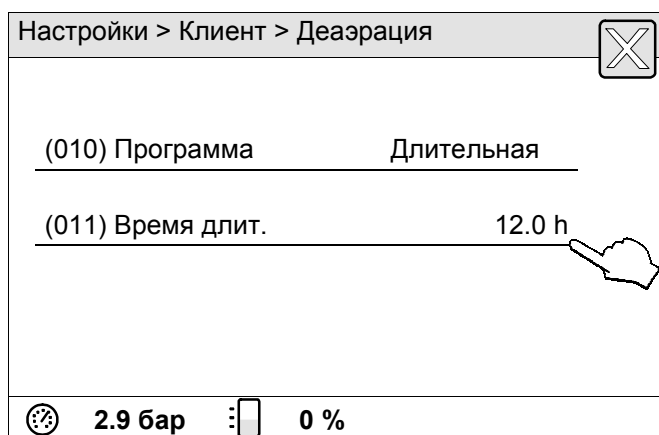 Настройки > Клиент > Деаэрация
(010) Программа Длительная
(011) Время длит. 12.0 h
2.9 бар 0 %